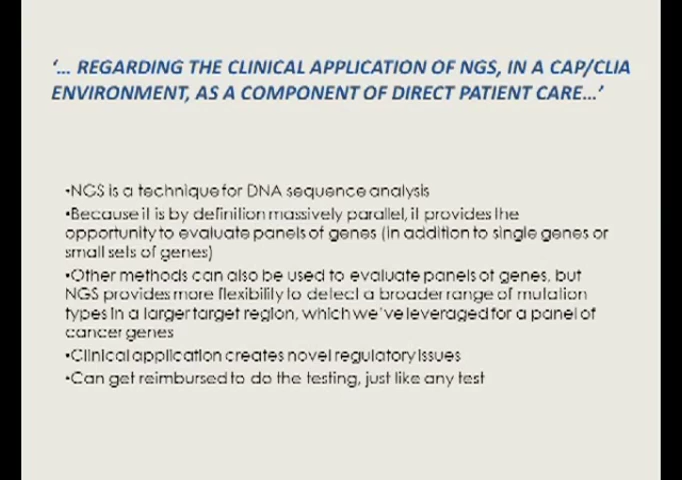 ‘… REGARDING THE CLINICAL APPLICATION OF NGS, IN A CAP/CLIA
ENVIRONMENT, AS A COMPONENT OF DIRECT PATIENT CARE…’
•NGS is a technique for DNA sequence analysis
•Because it is by definition massively parallel, it provides the
opportunity to evaluate panels of genes (in addition to single genes or
small sets of genes)
•Other methods can also be used to evaluate panels of genes, but
NGS provides more flexibility to detect a broader range of mutation
types in a larger target region, which we’ve leveraged for a panel of
cancer genes
•Clinical application creates novel regulatory issues
•Can get reimbursed to do the testing, just like any test